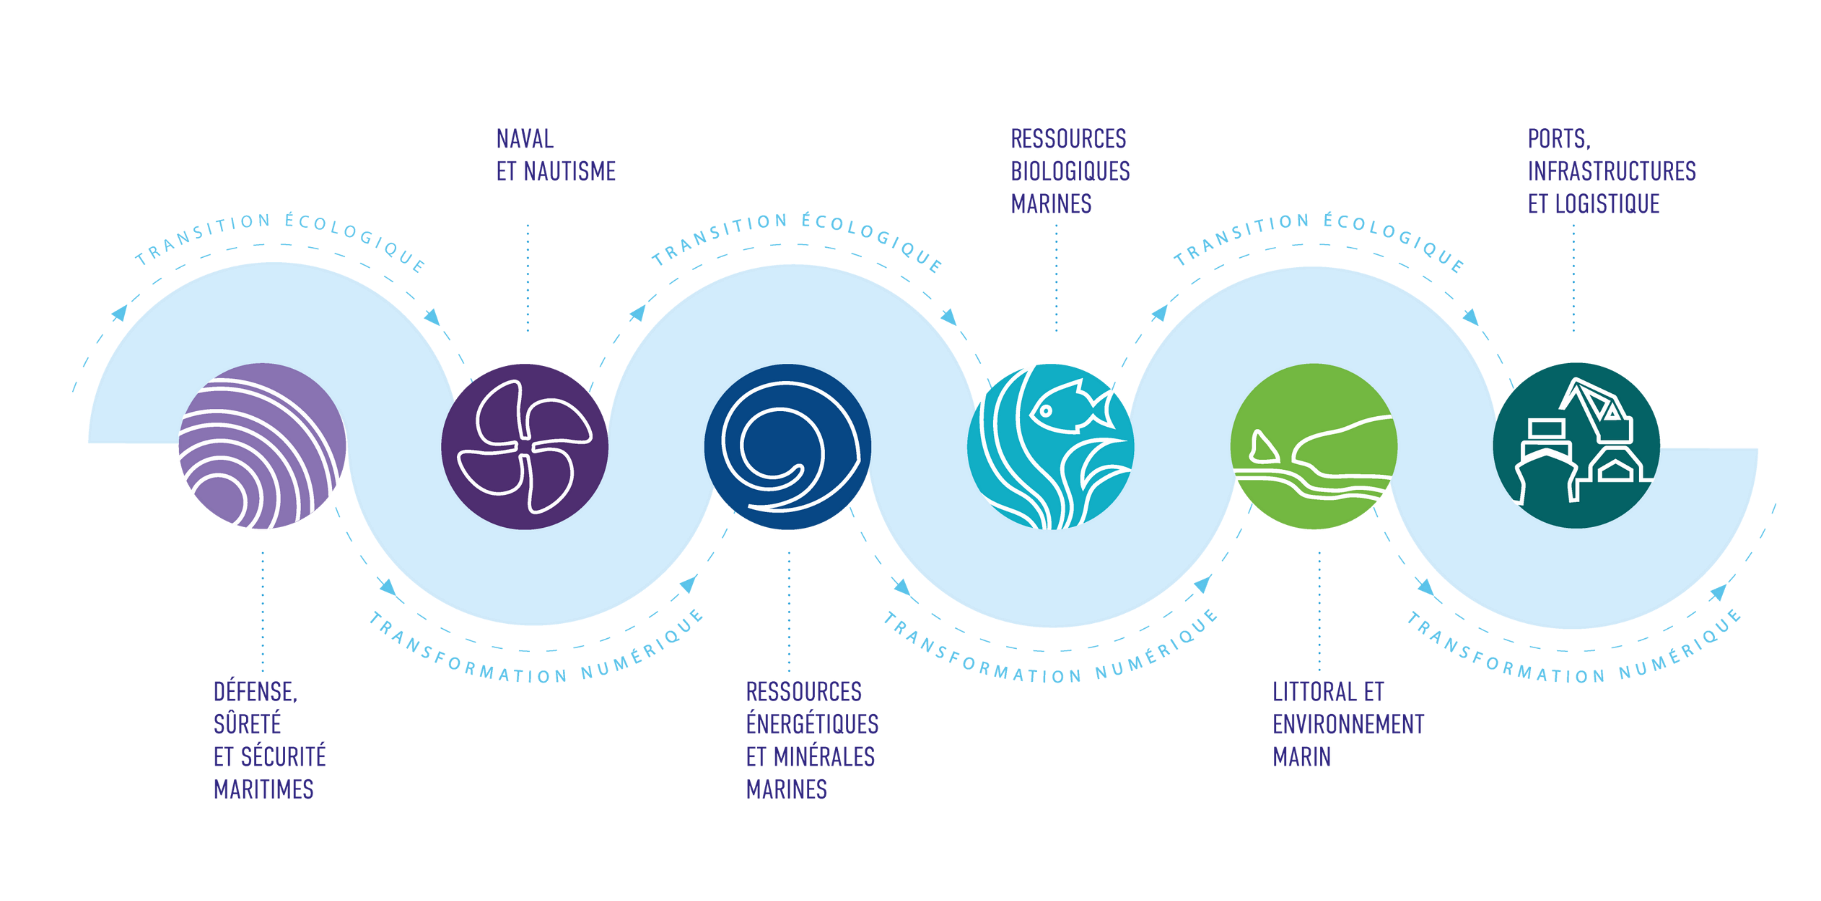 NAVAL
ET NAUTISME
RESSOURCES
BIOLOGIQUES
MARINES
PORTS,
INFRASTRUCTURES
ET LOGISTIQUE
TRANSITION ÉCOLOGIQUE
TRANSITION ÉCOLOGIQUE
TRANSITION ÉCOLOGIQUE
TRANSFORMATION NUMÉRIQUE
TRANSFORMATION NUMÉRIQUE
TRANSFORMATION NUMÉRIQUE
DÉFENSE,
SÛRETÉ
ET SÉCURITÉ
MARITIMES
RESSOURCES
ÉNERGÉTIQUES
ET MINÉRALES
MARINES
LITTORAL ET
ENVIRONNEMENT
MARIN